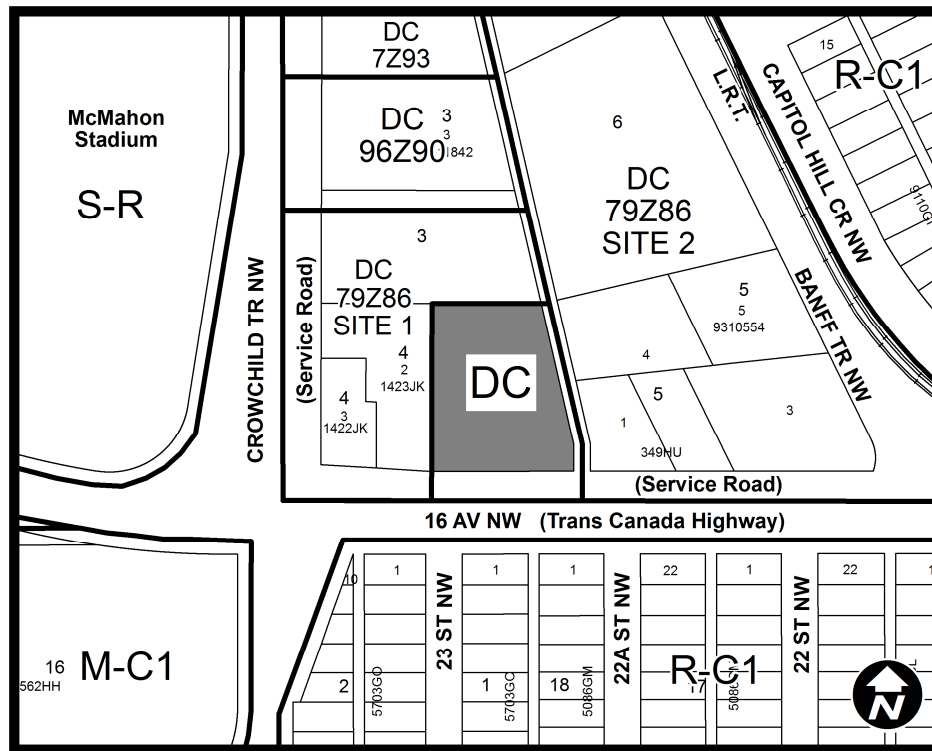 DC
7Z93
McMahon
Stadium
S-R
DC
96Z90
3
3
842
6
DC
79Z86
SITE 2
L.R.T.
CAPITOL HILL CR NW
15
R-C1
CROWCHILD TR NW
(Service Road)
3
DC
79Z86
SITE 1
4
2
1423JK
4
3
1422JK
DC
5
5
9310554
4
5
1
349HU
3
BANFF TR NW
(Service Road)
16 AV NW (Trans Canada Highway)
16
562HH
M-C1
10
1
2
5703GO
23 ST NW
1
1
5703GC
1
18
5086GM
22A ST NW
22
1
R-C1
17
22 ST NW
22
N